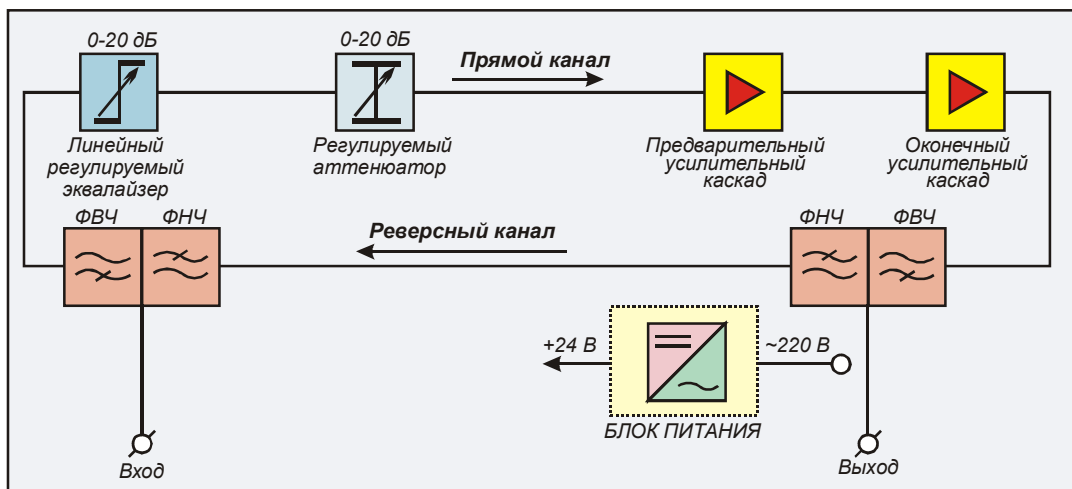 0-20 дБ
0-20 дБ
Прямой канал
Линейный
регулируемый
эквалайзер
Регулируемый
аттенюатор
Предварительный
усилительный
каскад
Оконечный
усилительный
каскад
ФВЧ
ФНЧ
Реверсный канал
ФНЧ
ФВЧ
+24 В
~220 В
БЛОК ПИТАНИЯ
Вход
Выход